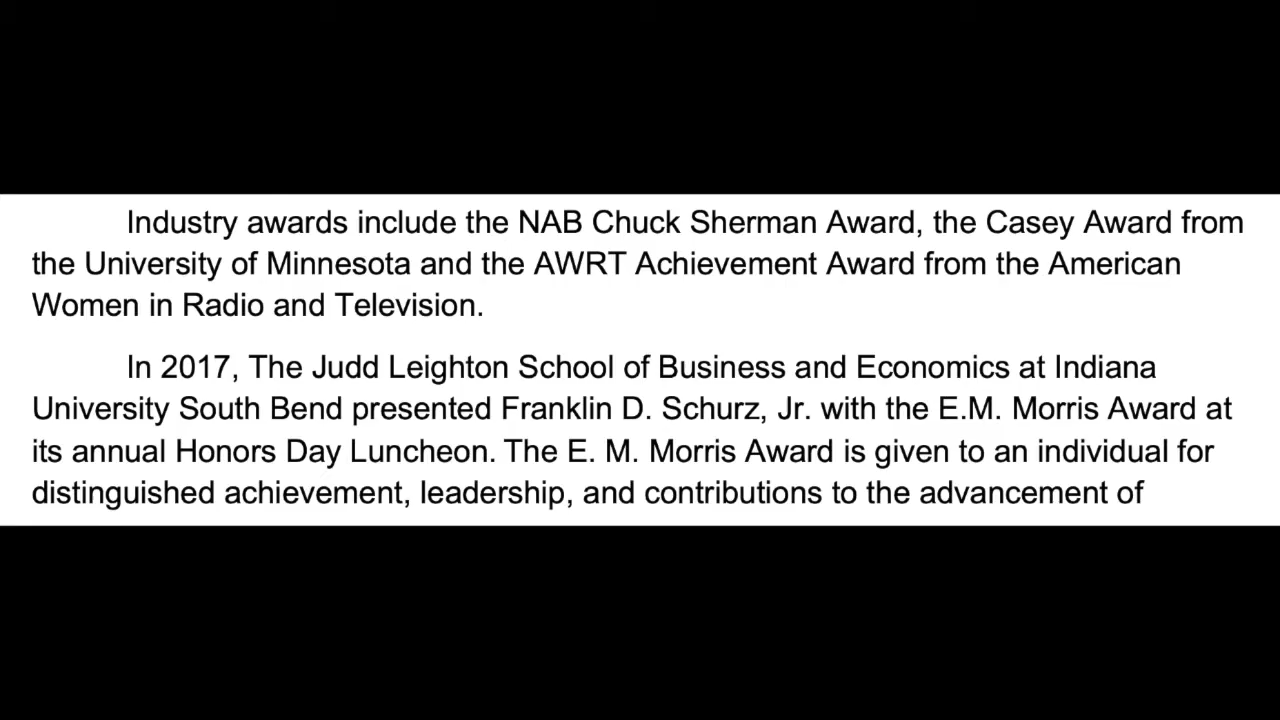 Industry awards include the NAB Chuck Sherman Award, the Casey Award from
the University of Minnesota and the AWRT Achievement Award from the American
Women in Radio and Television.
In 2017, The Judd Leighton School of Business and Economics at Indiana
University South Bend presented Franklin D. Schurz, Jr. with the E.M. Morris Award at
its annual Honors Day Luncheon. The E. M. Morris Award is given to an individual for
distinguished achievement, leadership, and contributions to the advancement of